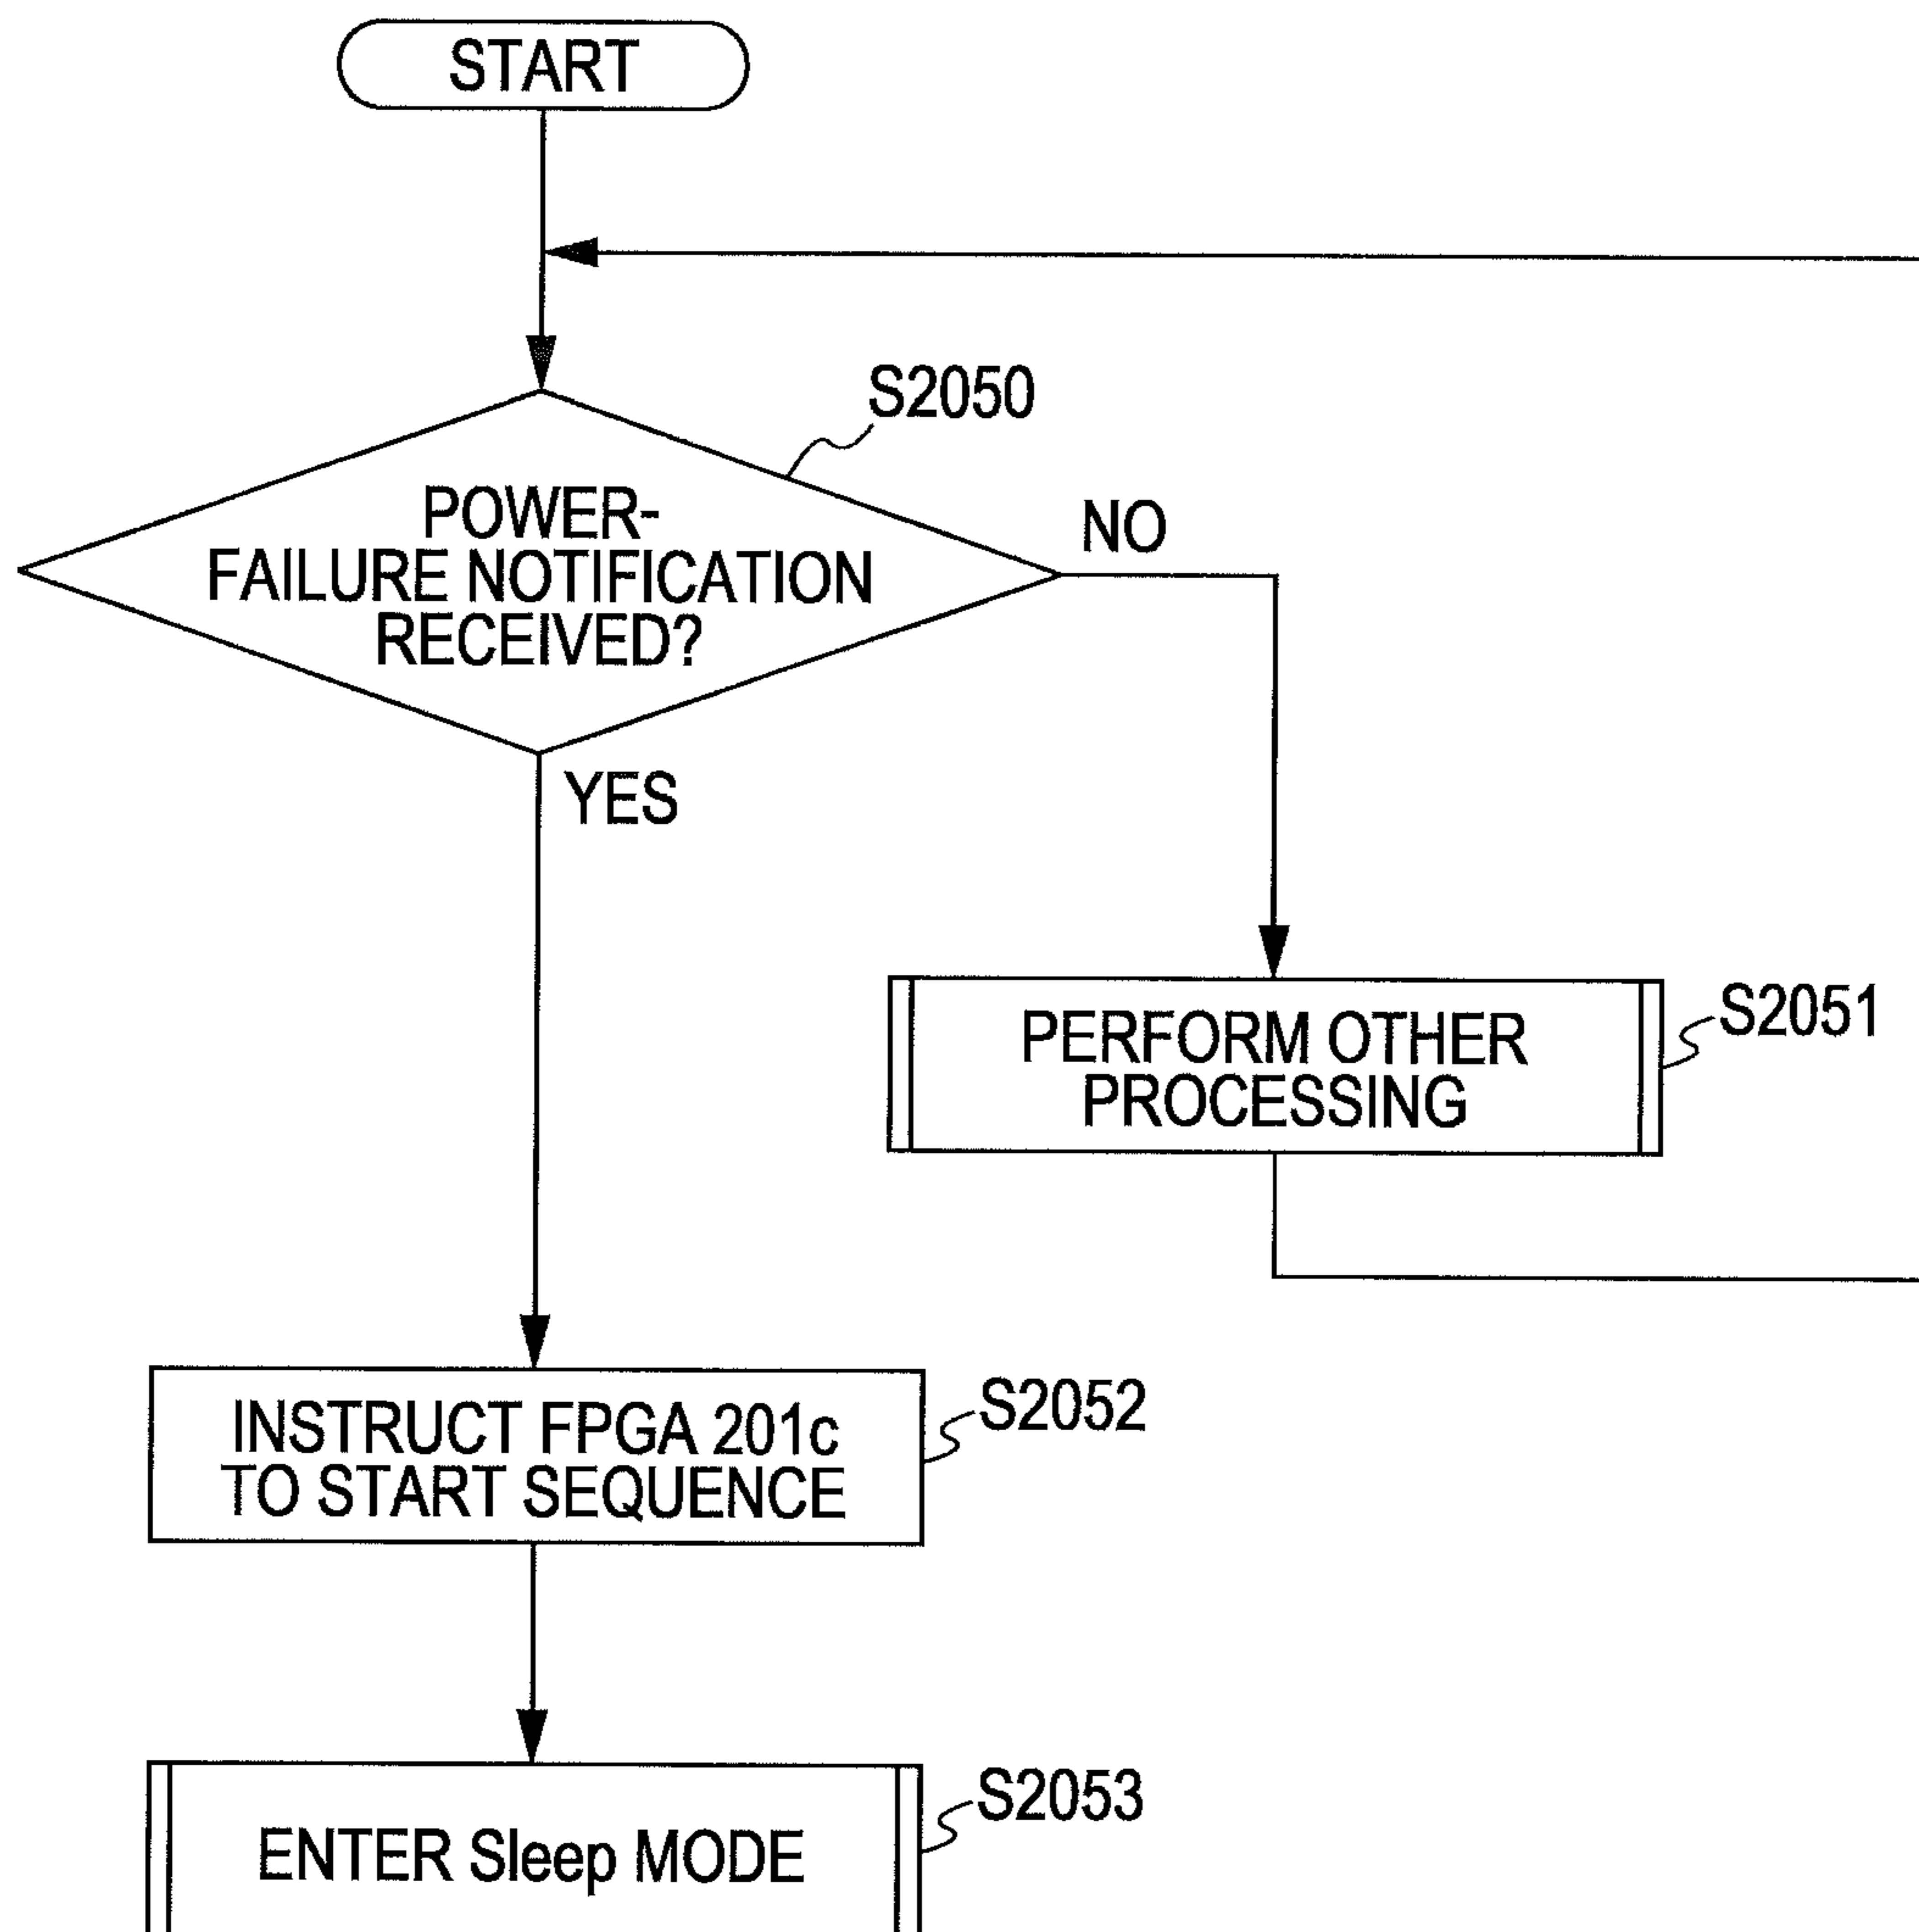 START
S2050
POWER-
FAILURE NOTIFICATION
RECEIVED?
NO
YES
PERFORM OTHER
PROCESSING
S2051
INSTRUCT FPGA 201c
TO START SEQUENCE
S2052
ENTER Sleep MODE
S2053